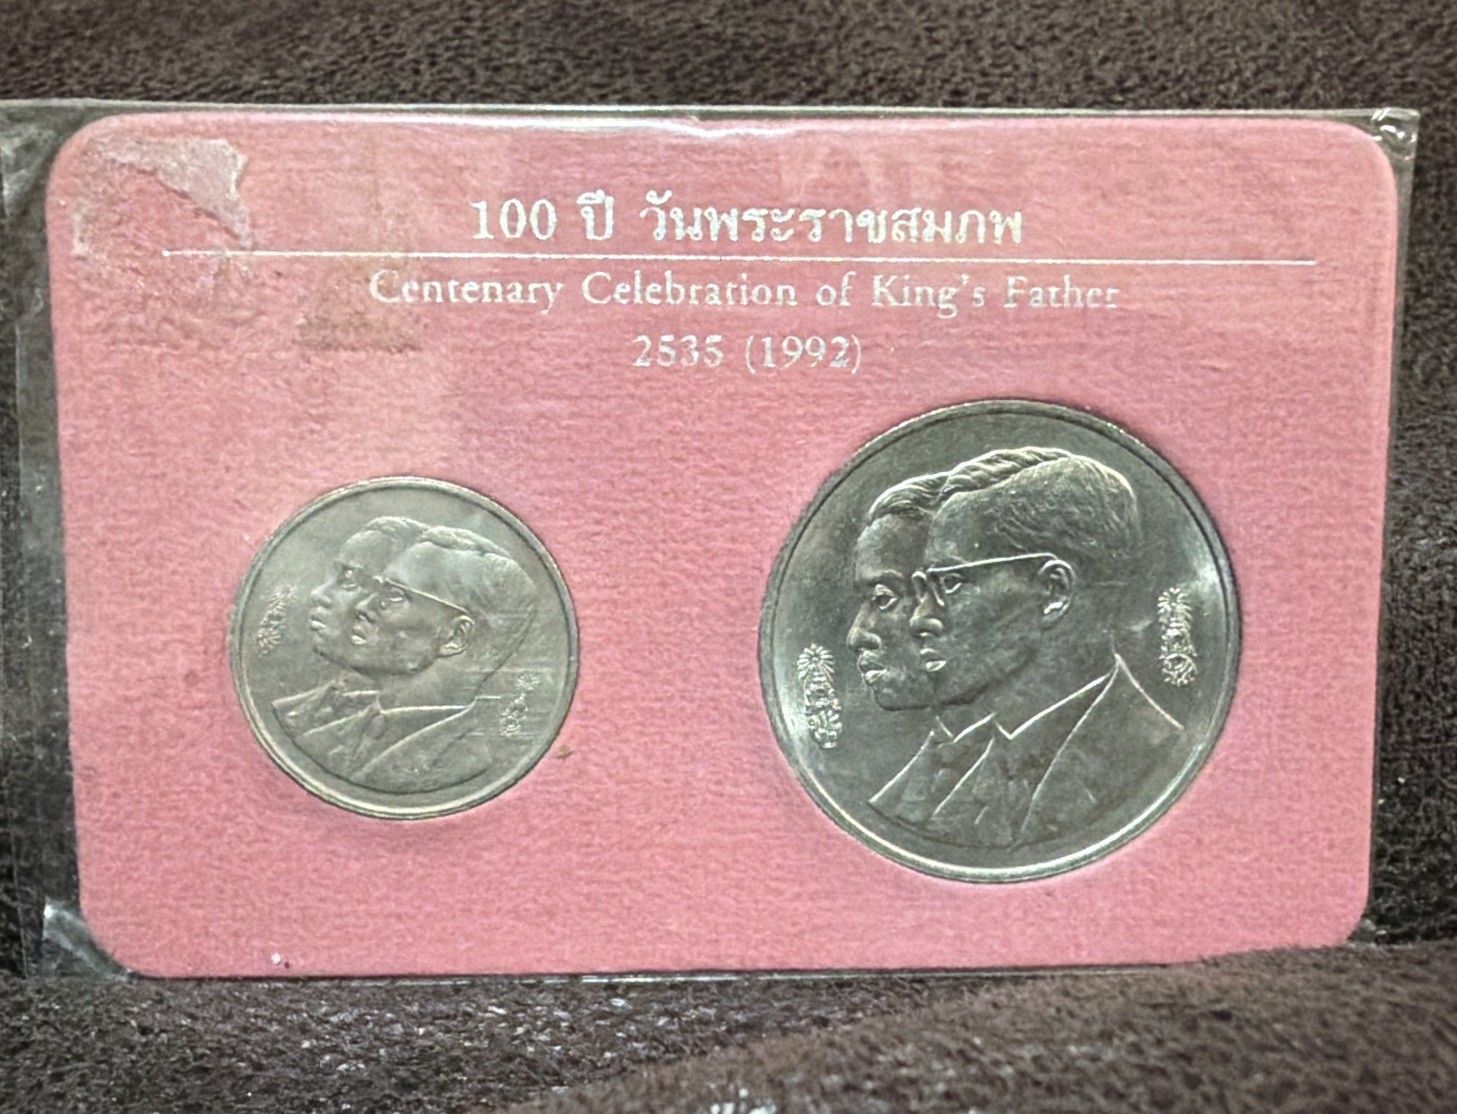 100 ปี วันพระราชสมภพ
Centenary Celebration of King's Father
2535 (1992)